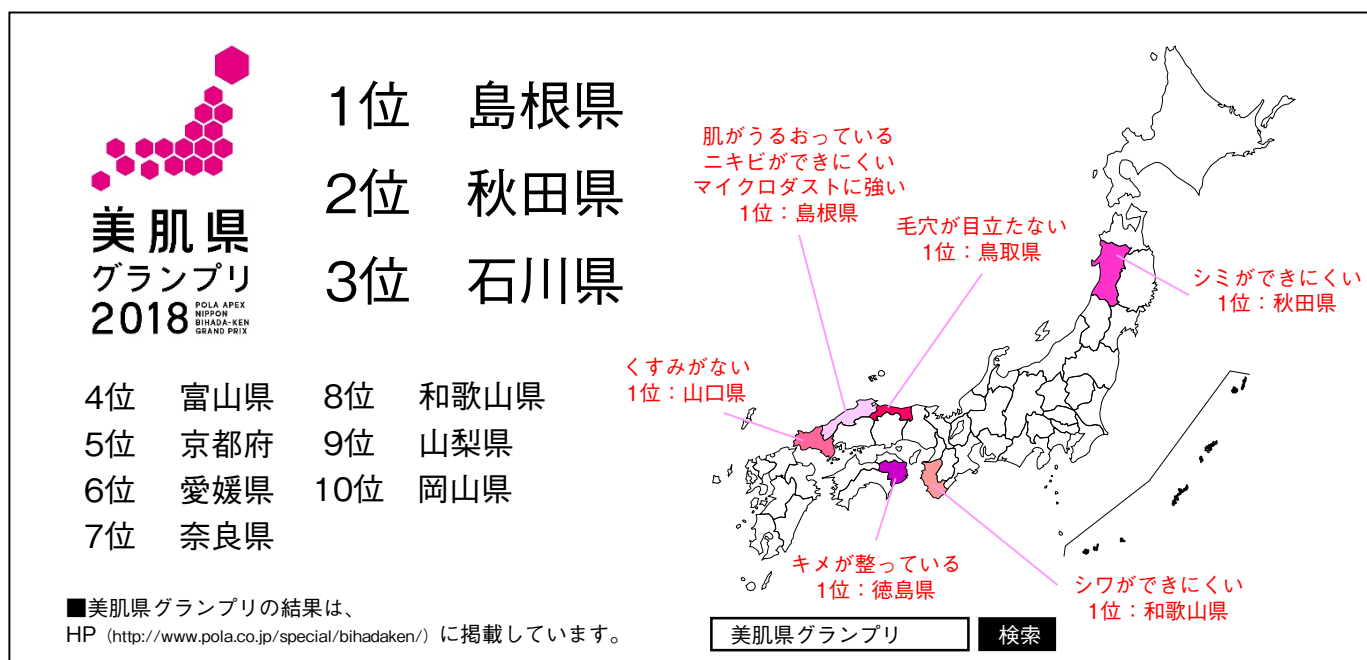 美肌県
グランプリ
2018
POLA APEX
NIPPON
BIHADA-KEN
GRAND PRIX
1位 島根県
2位 秋田県
3位 石川県
4位 富山県
5位 京都府
6位 愛媛県
7位 奈良県
8位 和歌山県
9位 山梨県
10位 岡山県
■美肌県グランプリの結果は、
HP（http://www.pola.co.jp/special/bihadaken/）に掲載しています。
肌がうるおっている
ニキビができにくい
マイクロダストに強い
1位：島根県
毛穴が目立たない
1位：鳥取県
シミができにくい
1位：秋田県
くすみがない
1位：山口県
キメが整っている
1位：徳島県
シワができにくい
1位：和歌山県
美肌県グランプリ 検索